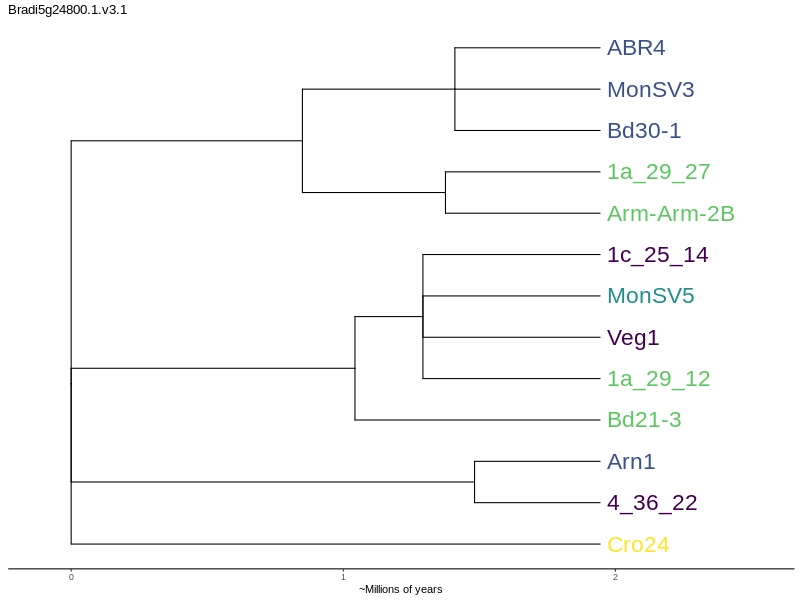 Bradi5g24800.1.v3.1
ABR4
MonSV3
Bd30-1
1a_29_27
Arm-Arm-2B
1c_25_14
MonSV5
Veg1
1a_29_12
Bd21-3
Arn1
4_36_22
Cro24
0 1 2
~Millions of years